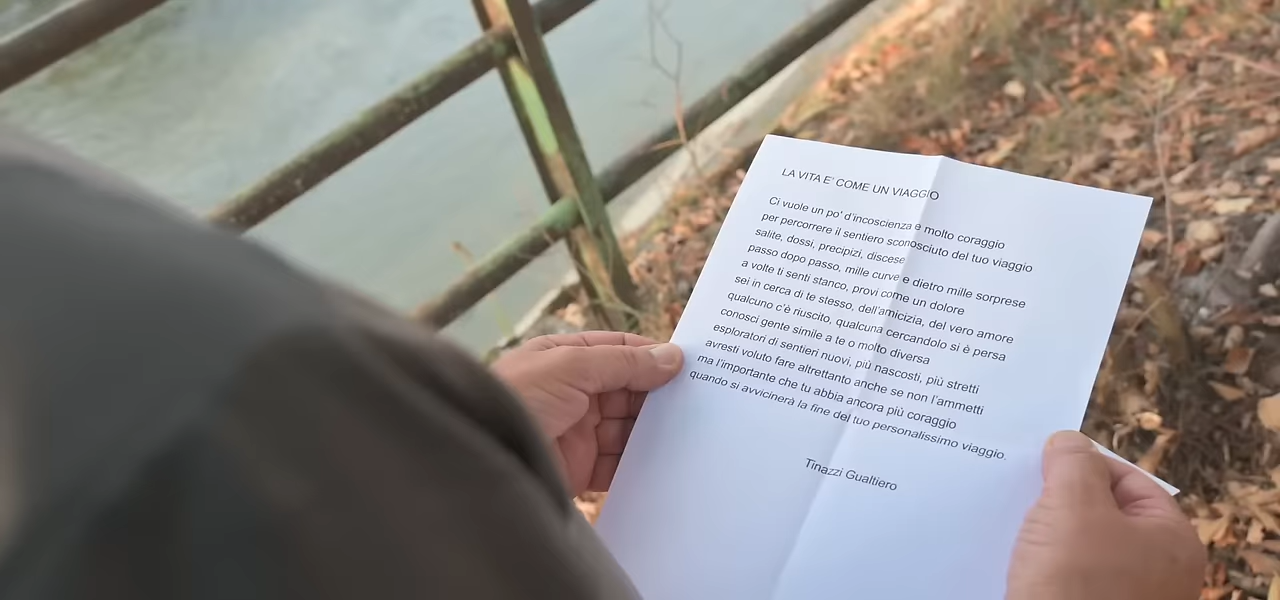 LA VITA E' COME UN VIAGGIO
Ci vuole un po' d'incoscienza e molto coraggio
per percorrere il sentiero sconosciuto del tuo viaggio
salite, dossi, precipizi, discese
passo dopo passo, mille curve e dietro mille sorprese
a volte ti senti stanco, provi come un dolore
sei in cerca di te stesso, dell'amicizia, del vero amore
qualcuno c'è riuscito, qualcuna cercandolo si è persa
conosci gente simile a te o molto diversa
esploratori di sentieri nuovi, più nascosti, più stretti
avresti voluto fare altrettanto anche se non l'ammetti
ma l'importante che tu abbia ancora più coraggio
quando si avvicinerà la fine del tuo personalissimo viaggio.
Tinazzi Gualtiero